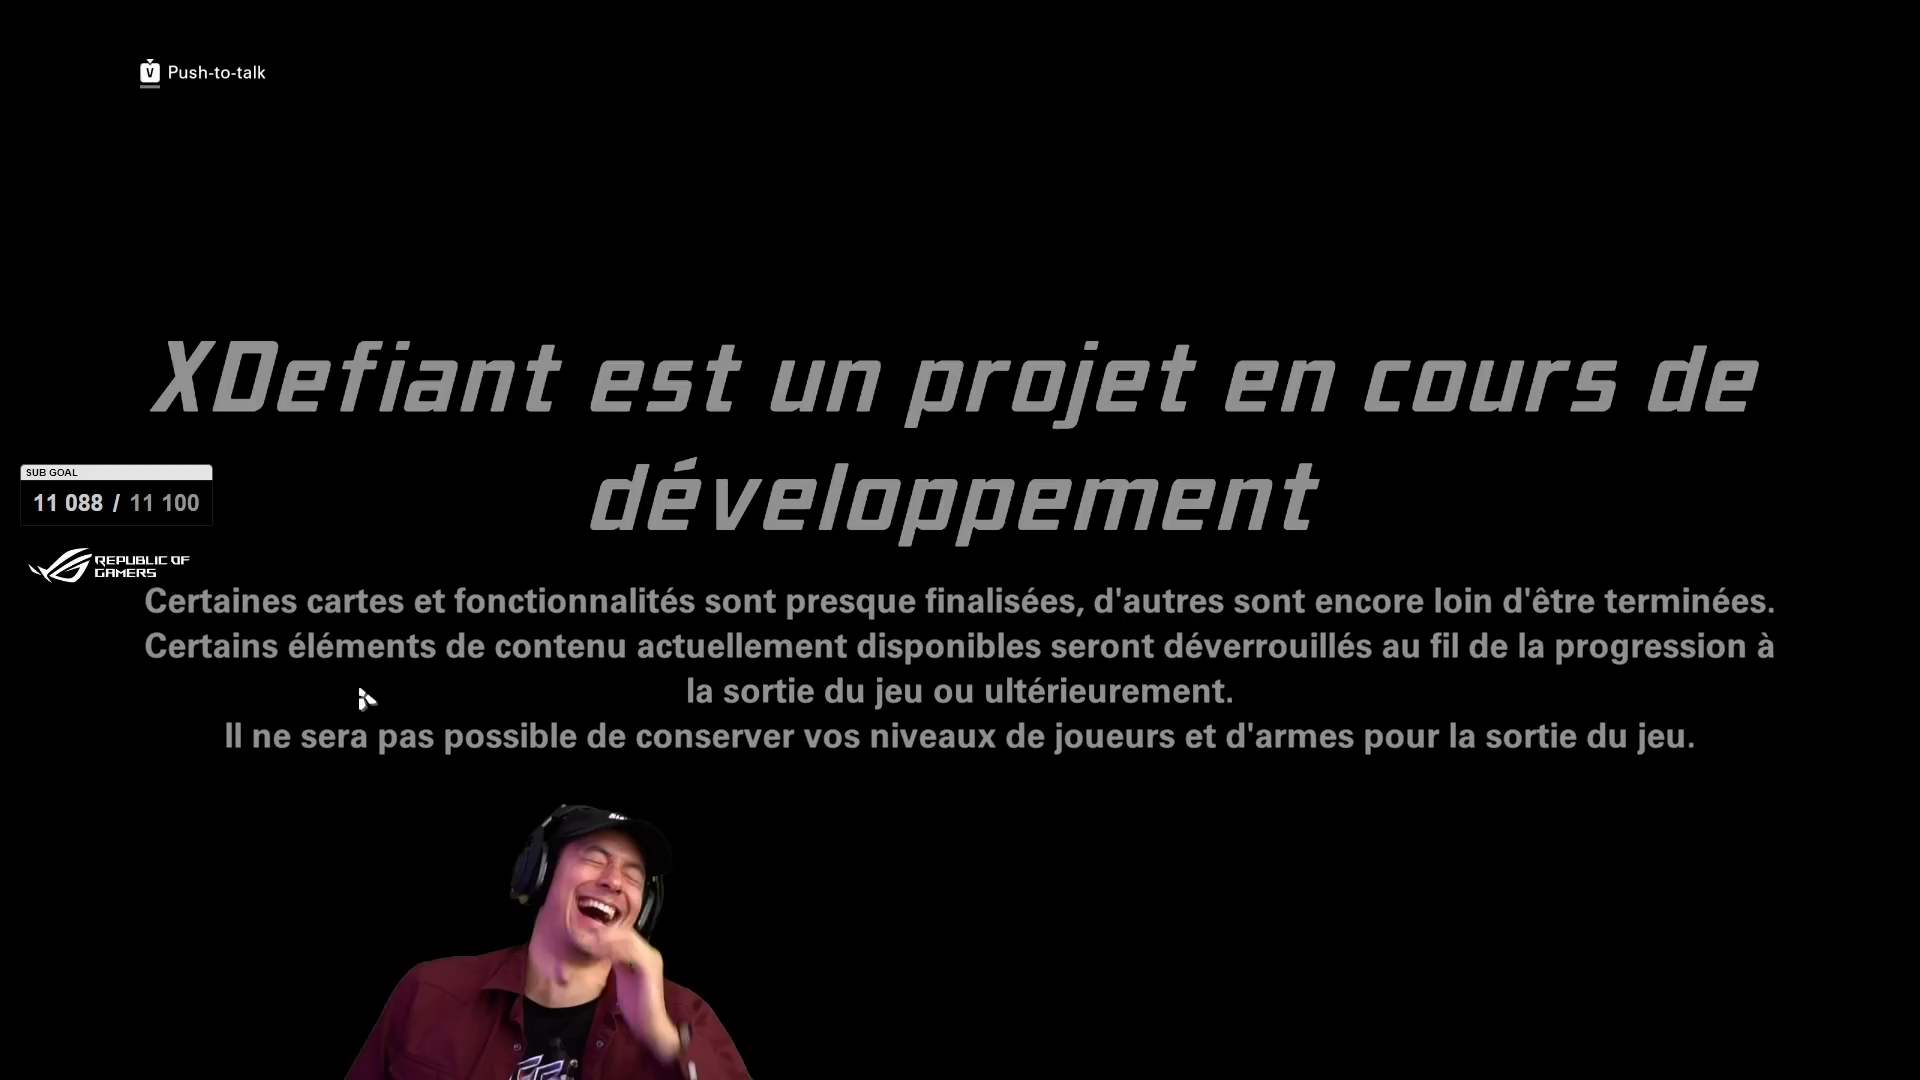 V Push-to-talk
XDefiant est un projet en cours de
développement
SUB GOAL
11 088 / 11 100
REPUBLIC OF
GAMERS
Certaines cartes et fonctionnalités sont presque finalisées, d'autres sont encore loin d'être terminées.
Certains éléments de contenu actuellement disponibles seront déverrouillés au fil de la progression à
la sortie du jeu ou ultérieurement.
Il ne sera pas possible de conserver vos niveaux de joueurs et d'armes pour la sortie du jeu.